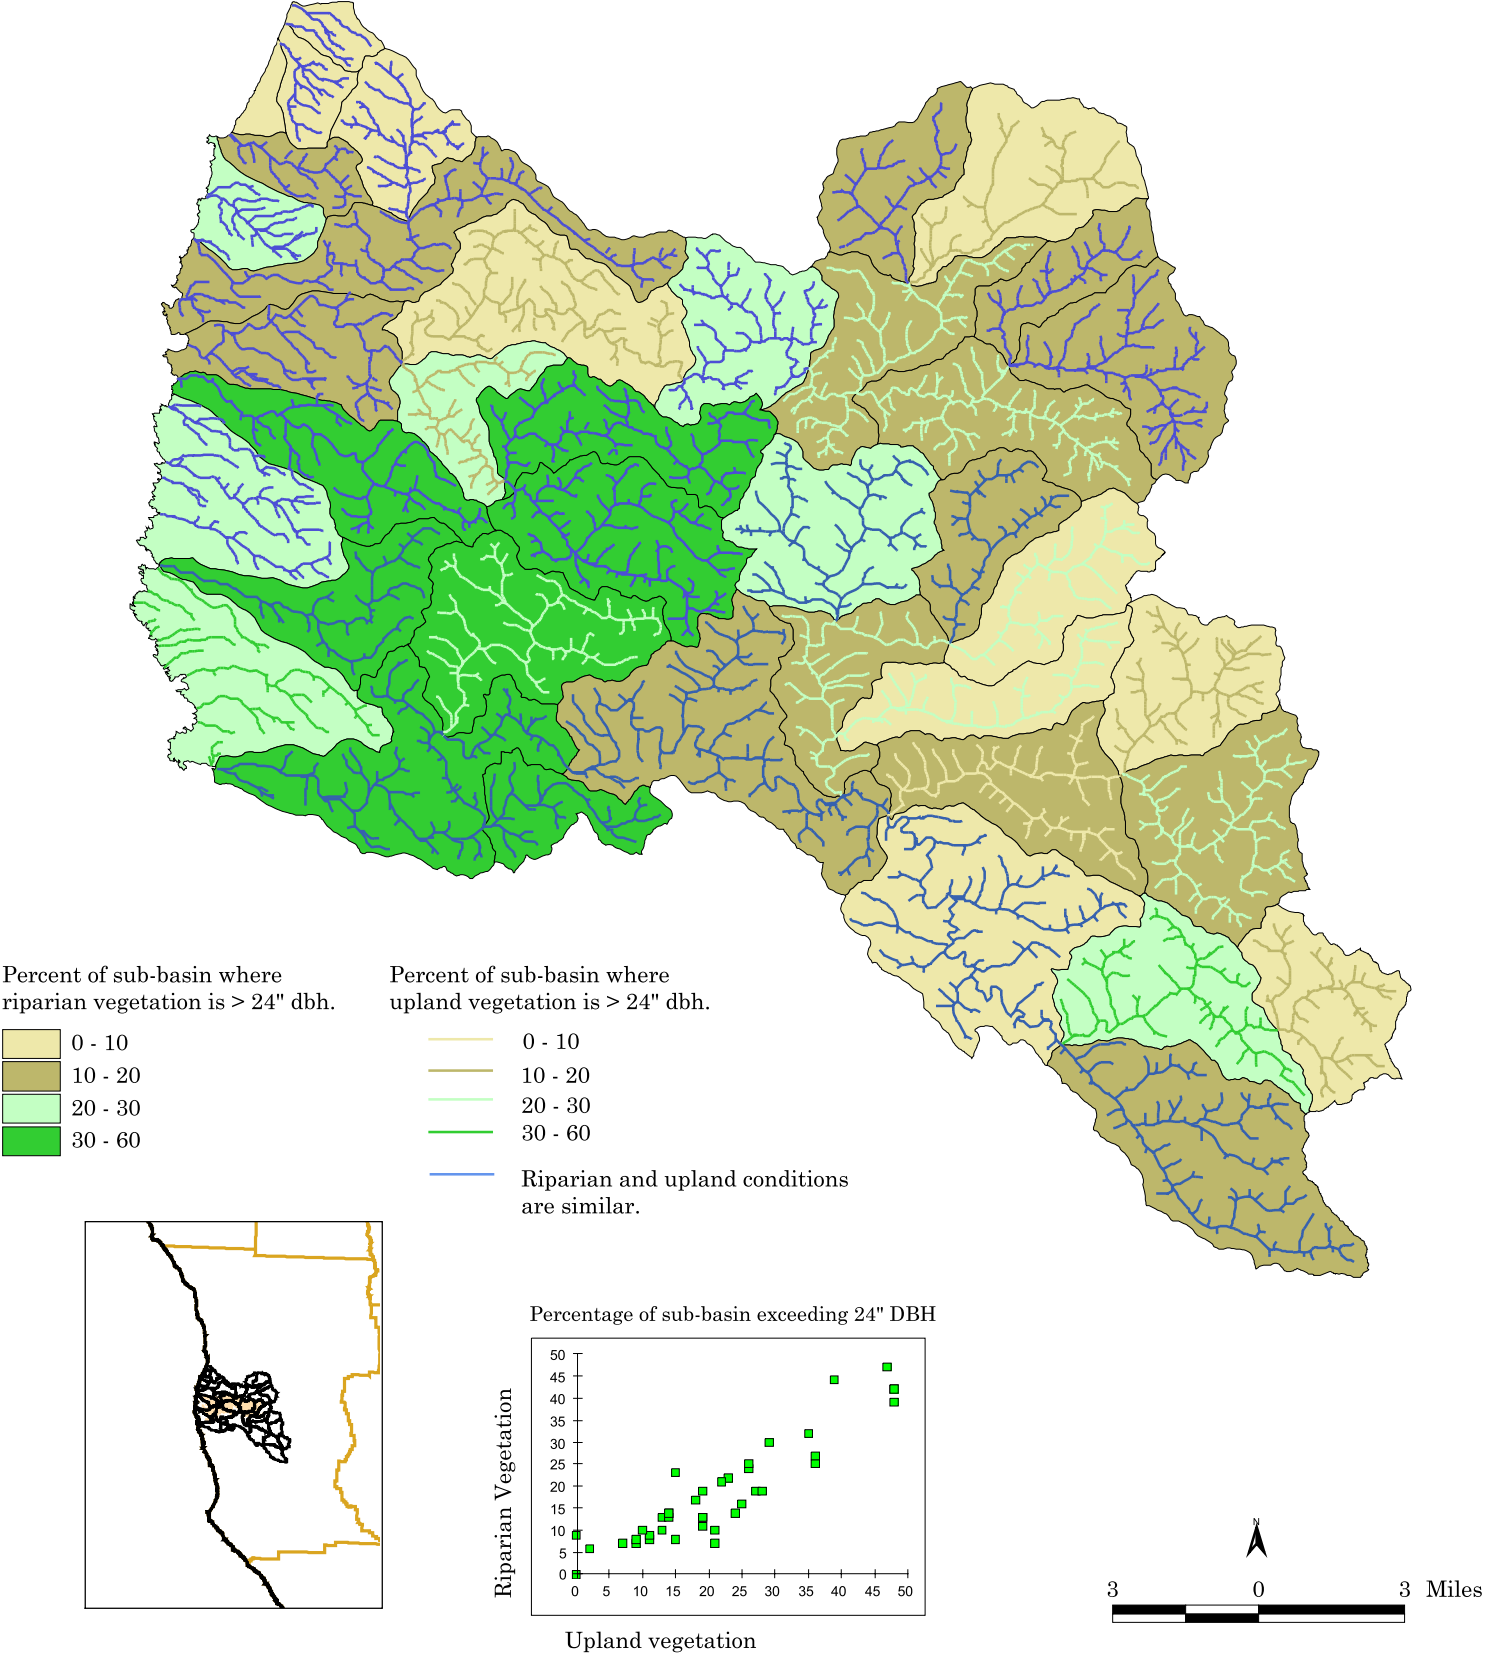 Percent of sub-basin where
riparian vegetation is > 24" dbh.
0 - 10
10 - 20
20 - 30
30 - 60
Percent of sub-basin where
upland vegetation is > 24" dbh.
0 - 10
10 - 20
20 - 30
30 - 60
Riparian and upland conditions
are similar.
Percentage of sub-basin exceeding 24" DBH
Riparian Vegetation
50
45
40
35
30
25
20
15
10
5
0
0 5 10 15 20 25 30 35 40 45 50
Upland vegetation
N
3 0 3 Miles